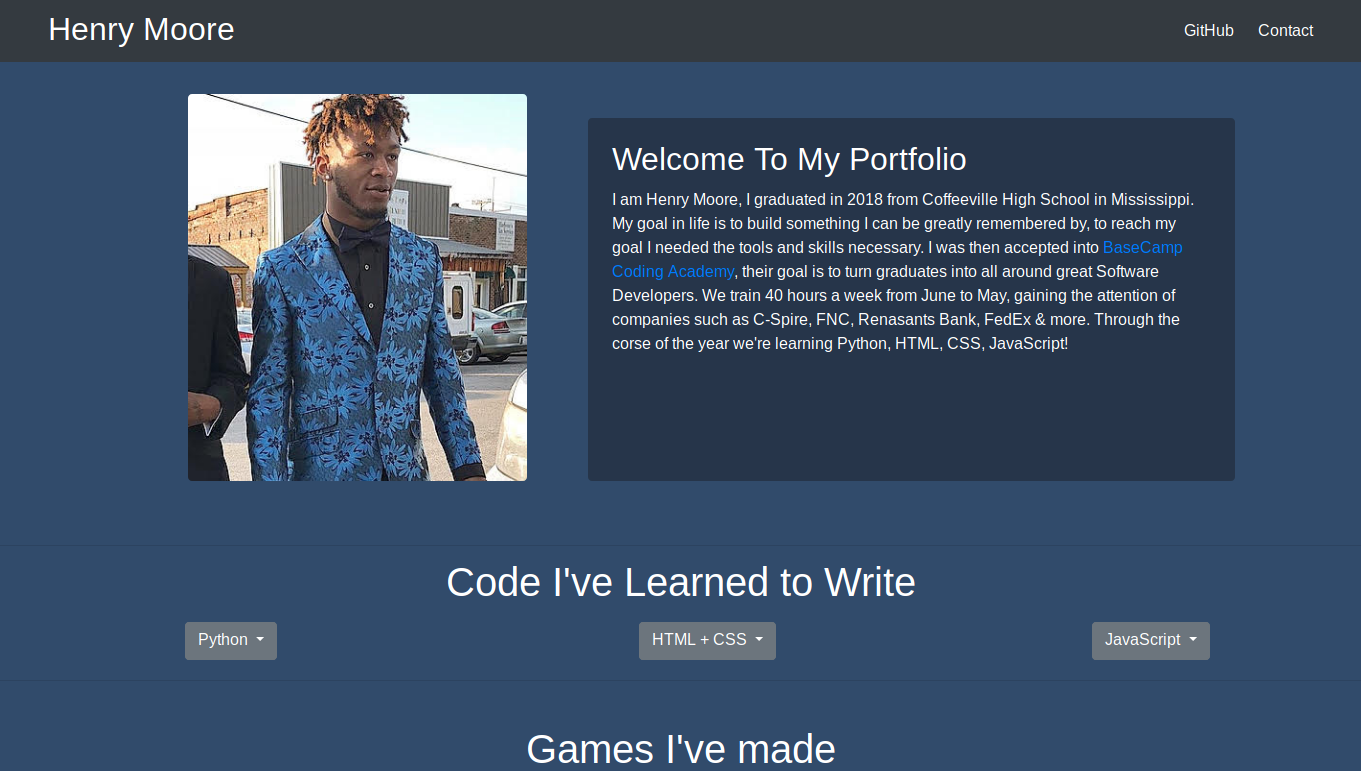 Henry Moore
GitHub Contact
Welcome To My Portfolio
I am Henry Moore, I graduated in 2018 from Coffeeville High School in Mississippi.
My goal in life is to build something I can be greatly remembered by, to reach my
goal I needed the tools and skills necessary. I was then accepted into BaseCamp
Coding Academy, their goal is to turn graduates into all around great Software
Developers. We train 40 hours a week from June to May, gaining the attention of
companies such as C-Spire, FNC, Renasants Bank, FedEx & more. Through the
corse of the year we're learning Python, HTML, CSS, JavaScript!
Code I've Learned to Write
Python
HTML + CSS
JavaScript
Games I've made